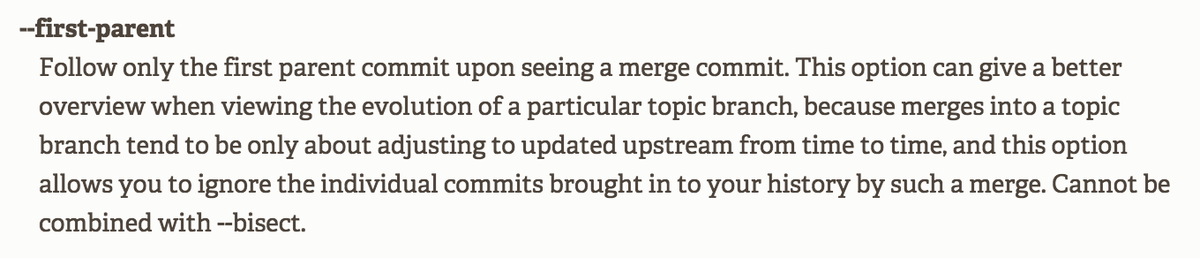 --first-parent
Follow only the first parent commit upon seeing a merge commit. This option can give a better
overview when viewing the evolution of a particular topic branch, because merges into a topic
branch tend to be only about adjusting to updated upstream from time to time, and this option
allows you to ignore the individual commits brought in to your history by such a merge. Cannot be
combined with --bisect.